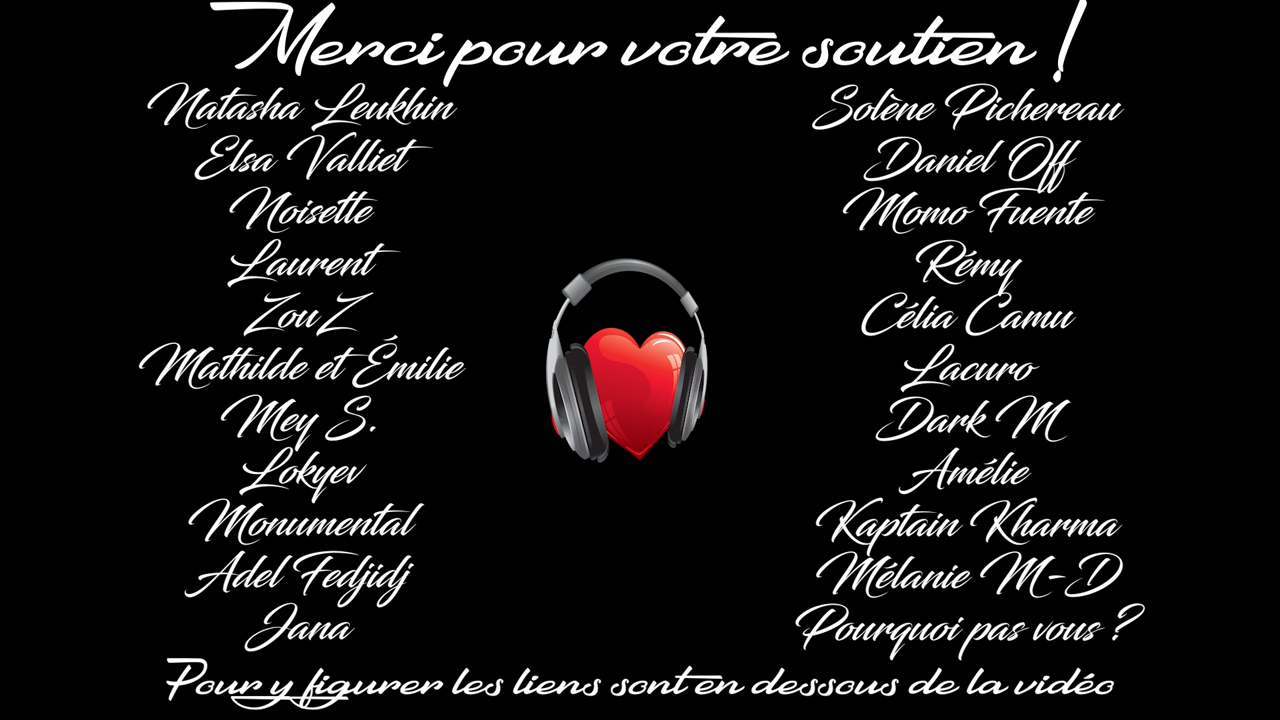 Merci pour votre soutien !
Natasha Leukhin
Elsa Valliet
Noisette
Laurent
ZouZ
Mathilde et Émilie
Mey S.
Lokyev
Monumental
Adel Fedjidj
Jana
Solène Pichereau
Daniel Off
Momo Fuente
Rémy
Célia Camu
Lacuro
Dark M
Amélie
Kaptain Kharma
Mélanie M-D
Pourquoi pas vous ?
Pour y figurer les liens sont en dessous de la vidéo